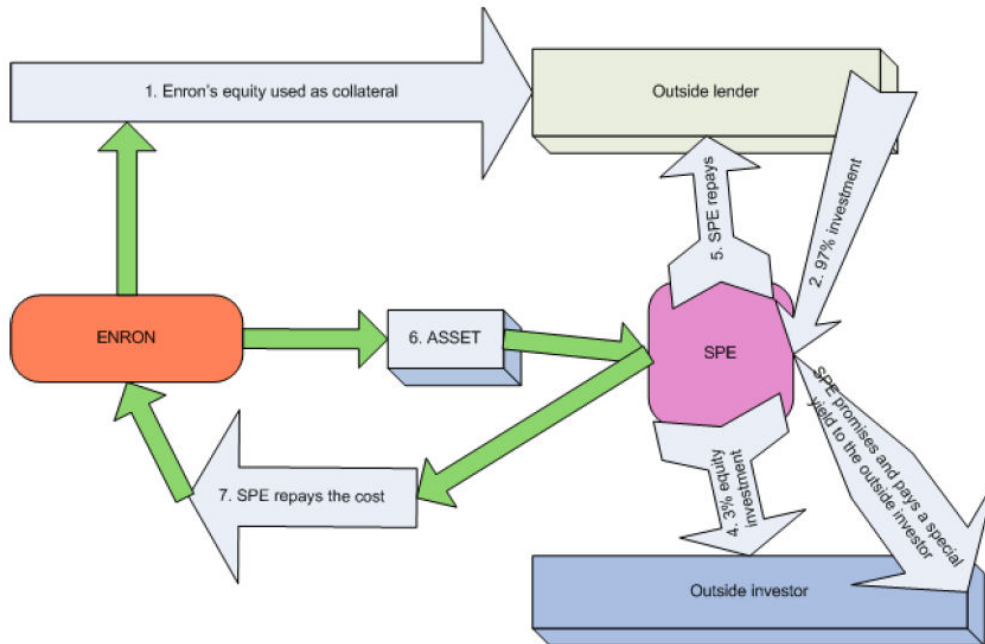 1. Enron's equity used as collateral
Outside lender
2. 97% investment
5. SPE repays
ENRON
6. ASSET
SPE
SPE promises and pays a special
yield to the outside investor
4. 3% equity
investment
7. SPE repays the cost
Outside investor